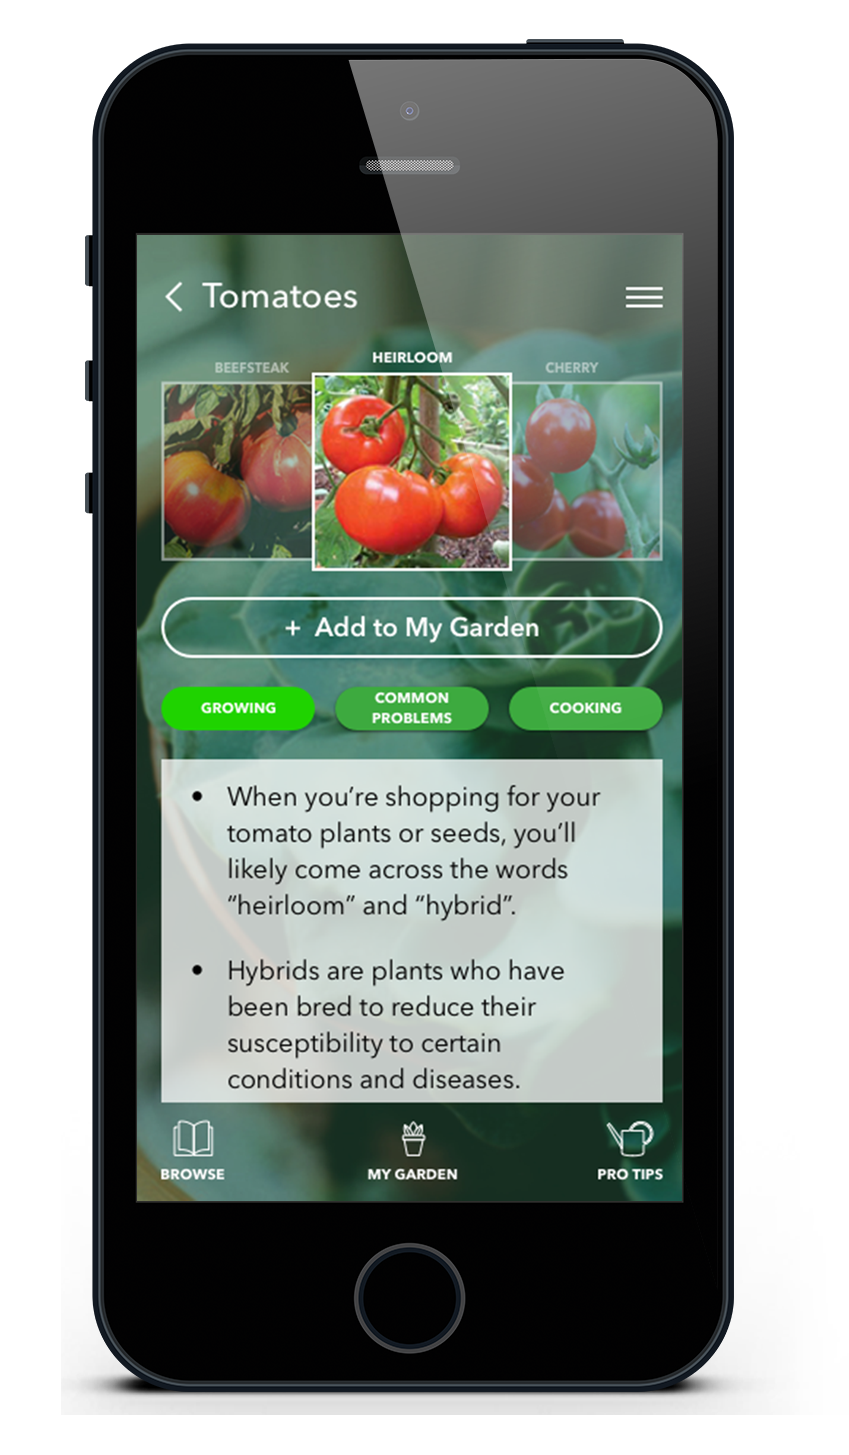 Tomatoes
BEEFSTEAK
HEIRLOOM
CHERRY
+ Add to My Garden
GROWING
COMMON
PROBLEMS
COOKING
• When you’re shopping for your
tomato plants or seeds, you’ll
likely come across the words
“heirloom” and “hybrid”.
• Hybrids are plants who have
been bred to reduce their
susceptibility to certain
conditions and diseases.
BROWSE
MY GARDEN
PRO TIPS